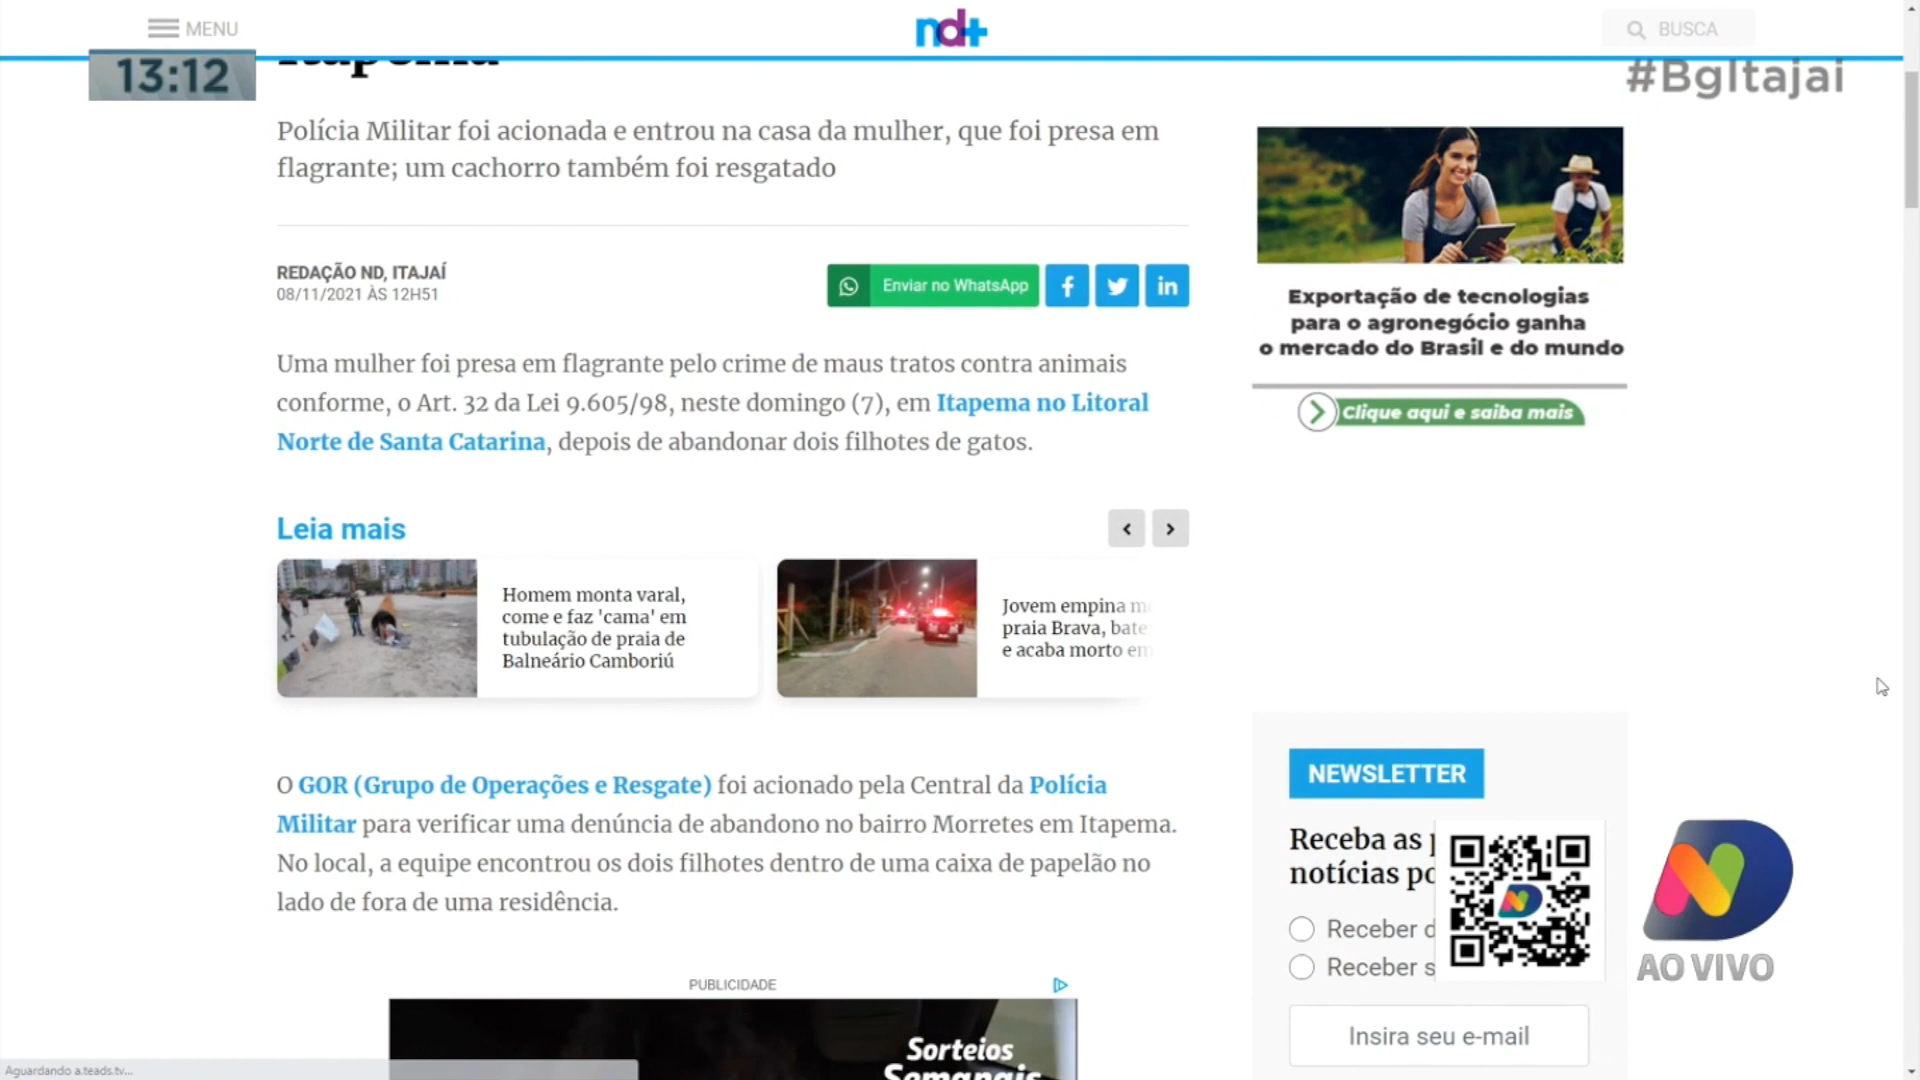 MENU
nd+
BUSCA
13:12
Itapema
#BgItajai
Polícia Militar foi acionada e entrou na casa da mulher, que foi presa em
flagrante; um cachorro também foi resgatado
REDAÇÃO ND, ITAJAÍ
08/11/2021 ÀS 12H51
Enviar no WhatsApp
Uma mulher foi presa em flagrante pelo crime de maus tratos contra animais
conforme, o Art. 32 da Lei 9.605/98, neste domingo (7), em Itapema no Litoral
Norte de Santa Catarina, depois de abandonar dois filhotes de gatos.
Leia mais
Homem monta varal,
come e faz 'cama' em
tubulação de praia de
Balneário Camboriú
Jovem empina
praia Brava, bate
e acaba morto em
O GOR (Grupo de Operações e Resgate) foi acionado pela Central da Polícia
Militar para verificar uma denúncia de abandono no bairro Morretes em Itapema.
No local, a equipe encontrou os dois filhotes dentro de uma caixa de papelão no
lado de fora de uma residência.
PUBLICIDADE
Sorteios
Semanais
Exportação de tecnologias
para o agronegócio ganha
o mercado do Brasil e do mundo
Clique aqui e saiba mais
NEWSLETTER
Receba as
notícias
Receber
Receber
Insira seu e-mail
AO VIVO
Aguardando a.teads.tv...